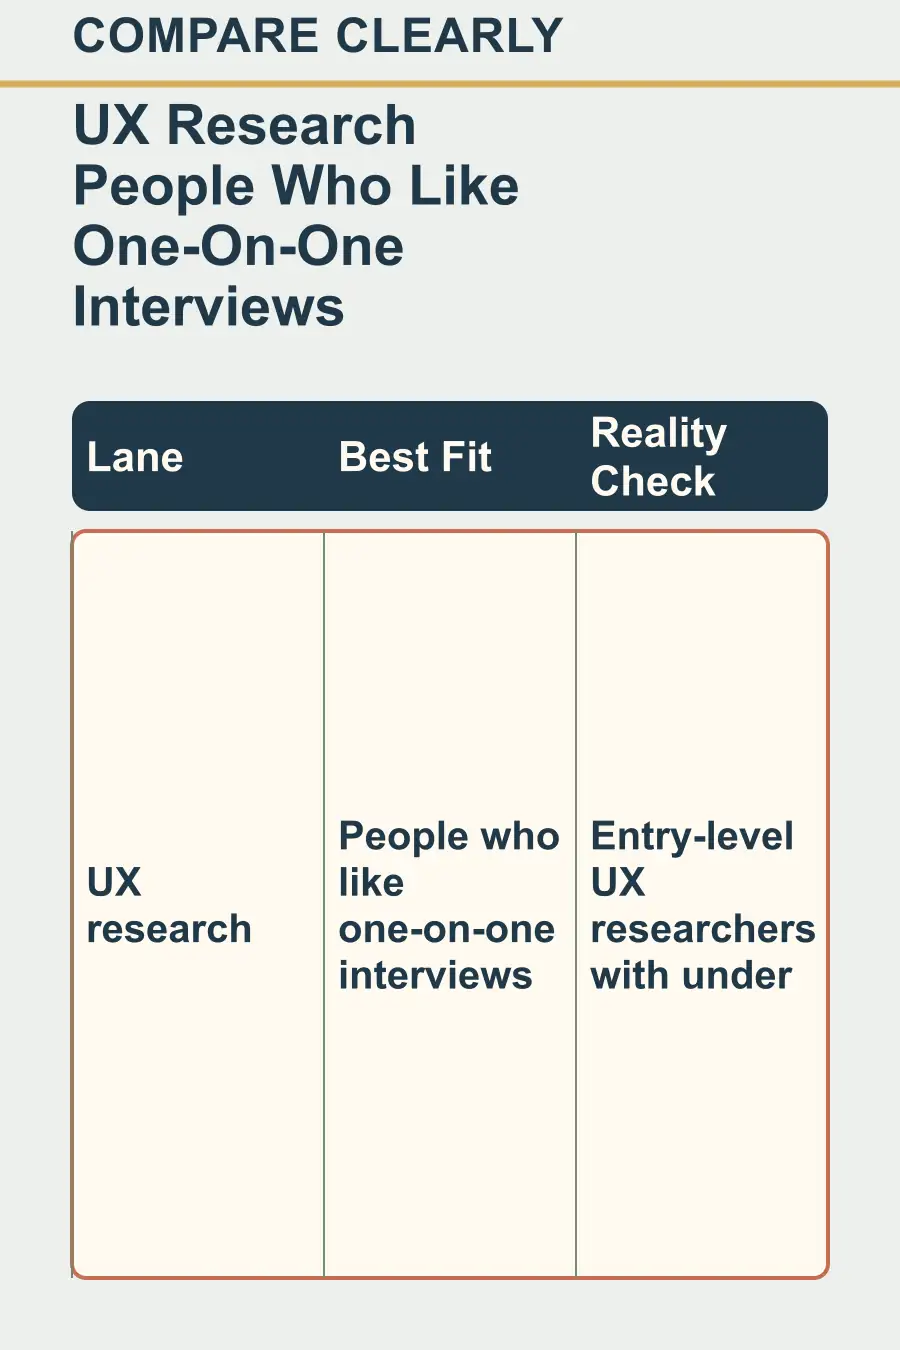 COMPARE CLEARLY
UX Research
People Who Like
One-On-One
Interviews
Lane
Best Fit
Reality
Check
UX
research
People who
like
one-on-one
interviews
Entry-level
UX
researchers
with under